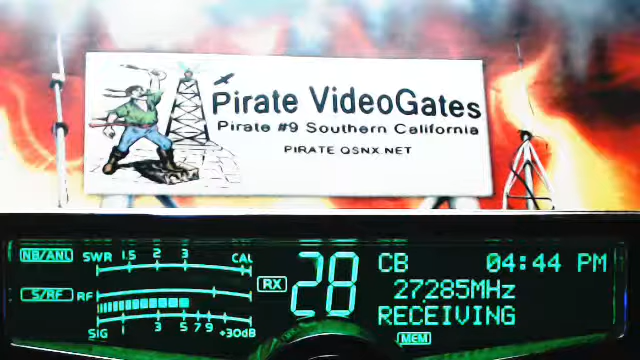 Pirate VideoGates
Pirate #9 Southern California
PIRATE.QSNX.NET
NB/ANL SWR 1.5 2 3 CAL
RX 28 CB 04:44 PM
S/RF RF 27.285MHz
SIG 3 5 7 9 +30dB
RECEIVING
MEM